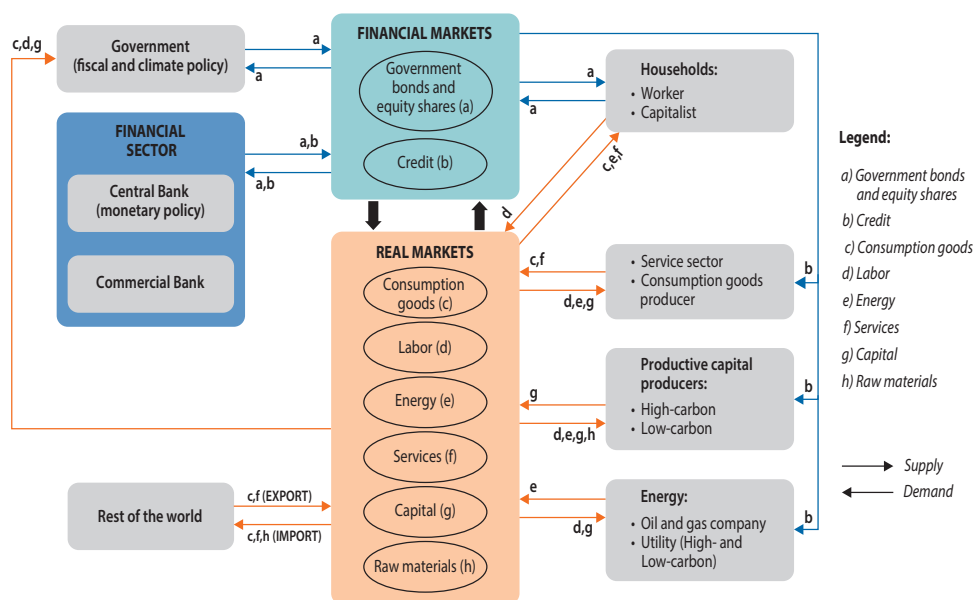 c,d,g
Government
(fiscal and climate policy)
a
a
FINANCIAL
SECTOR
Central Bank
(monetary policy)
Commercial Bank
a,b
a,b
FINANCIAL MARKETS
Government
bonds and
equity shares (a)
Credit (b)
a
a
Households:
• Worker
• Capitalist
c,e,f
d
REAL MARKETS
Consumption
goods (c)
Labor (d)
Energy (e)
Services (f)
Capital (g)
Raw materials (h)
c,f
d,e,g
• Service sector
• Consumption goods
producer
b
g
d,e,g,h
Productive capital
producers:
• High-carbon
• Low-carbon
b
e
d,g
Energy:
• Oil and gas company
• Utility (High- and
Low-carbon)
b
Rest of the world
c,f (EXPORT)
c,f,h (IMPORT)
Legend:
a) Government bonds
and equity shares
b) Credit
c) Consumption goods
d) Labor
e) Energy
f) Services
g) Capital
h) Raw materials
Supply
Demand